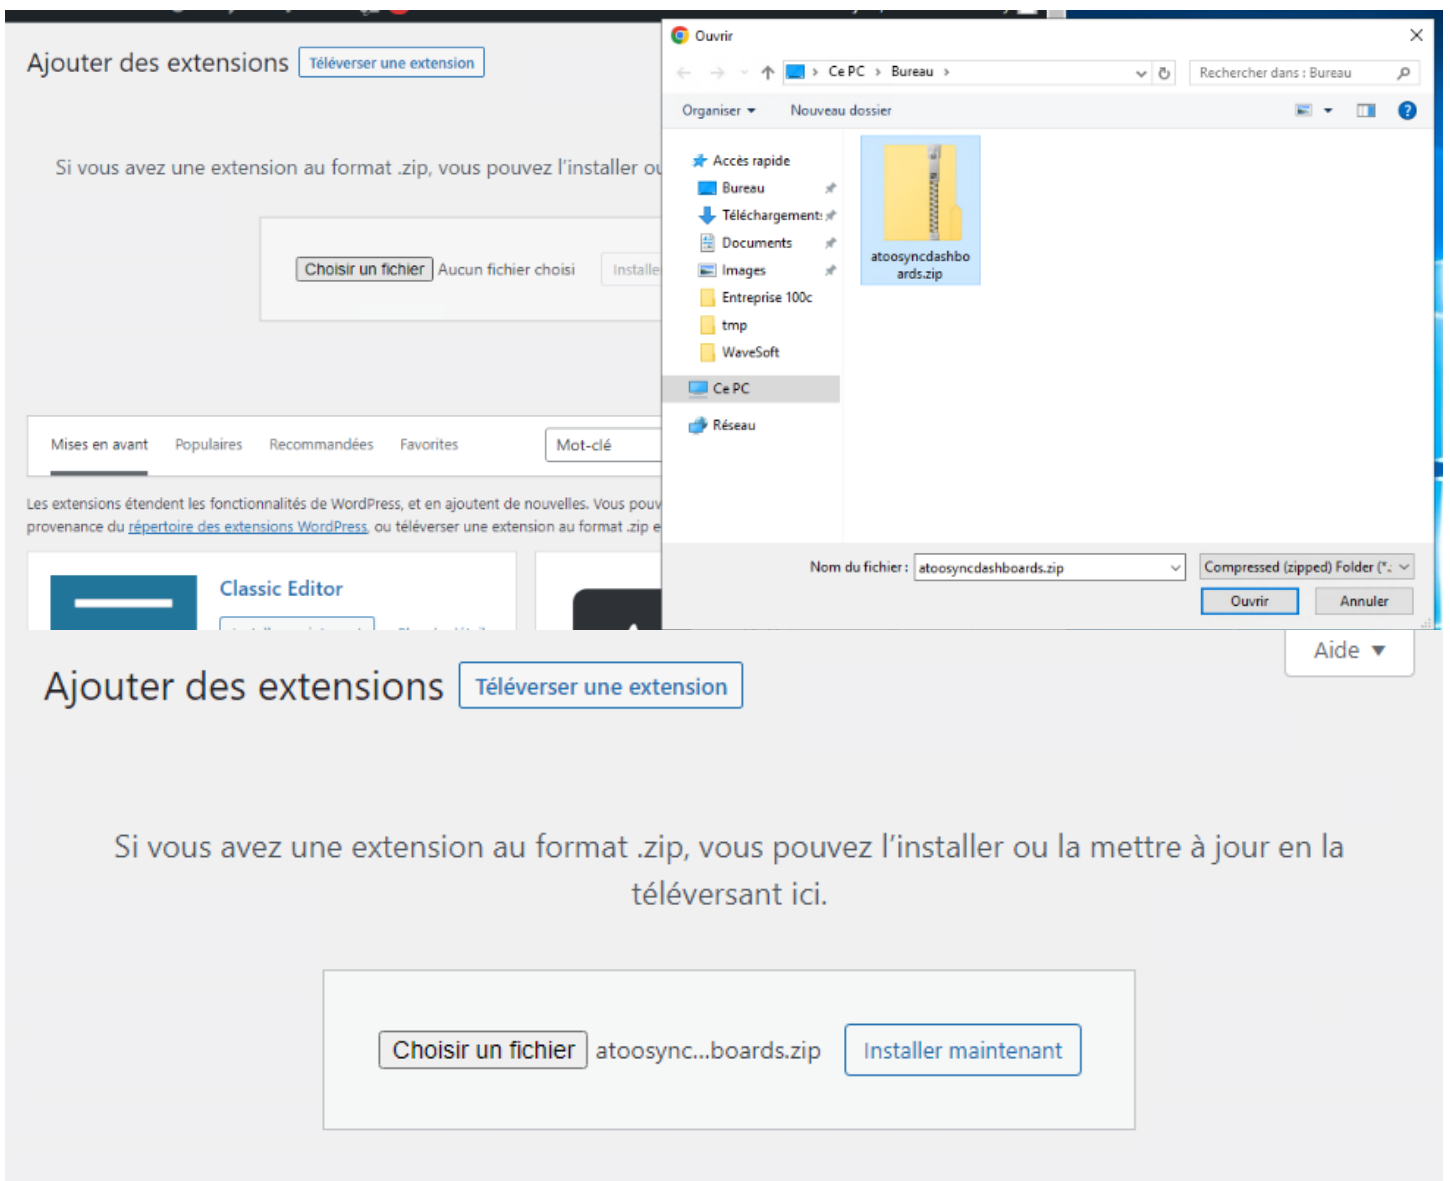 Ajouter des extensions Téléverser une extension
Si vous avez une extension au format .zip, vous pouvez l'installer ou
Choisir un fichier Aucun fichier choisi Installe
Mises en avant Populaires Recommandées Favorites Mot-clé
Les extensions étendent les fonctionnalités de WordPress, et en ajoutent de nouvelles. Vous pouv
provenance du répertoire des extensions WordPress, ou téléverser une extension au format .zip e
Classic Editor
Ouvrir
Ce PC > Bureau >
Rechercher dans : Bureau
Organiser Nouveau dossier
Accès rapide
Bureau
Téléchargements
Documents
Images
Entreprise 100c
tmp
WaveSoft
Ce PC
Réseau
atoosyncdashbo
ards.zip
Nom du fichier : atoosyncdashboards.zip Compressed (zipped) Folder (*.
Ouvrir Annuler
Aide
Ajouter des extensions Téléverser une extension
Si vous avez une extension au format .zip, vous pouvez l'installer ou la mettre à jour en la
téléversant ici.
Choisir un fichier atoosync...boards.zip Installer maintenant